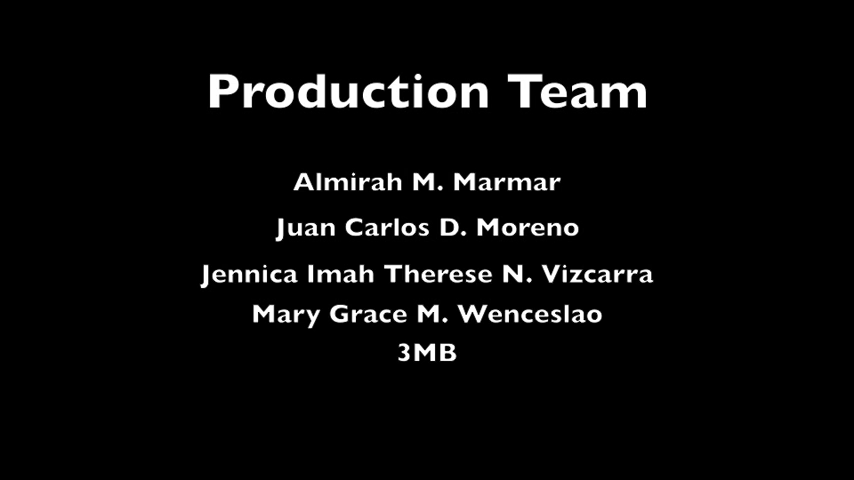 Production Team
Almirah M. Marmar
Juan Carlos D. Moreno
Jennica Imah Therese N. Vizcarra
Mary Grace M. Wenceslao
3MB